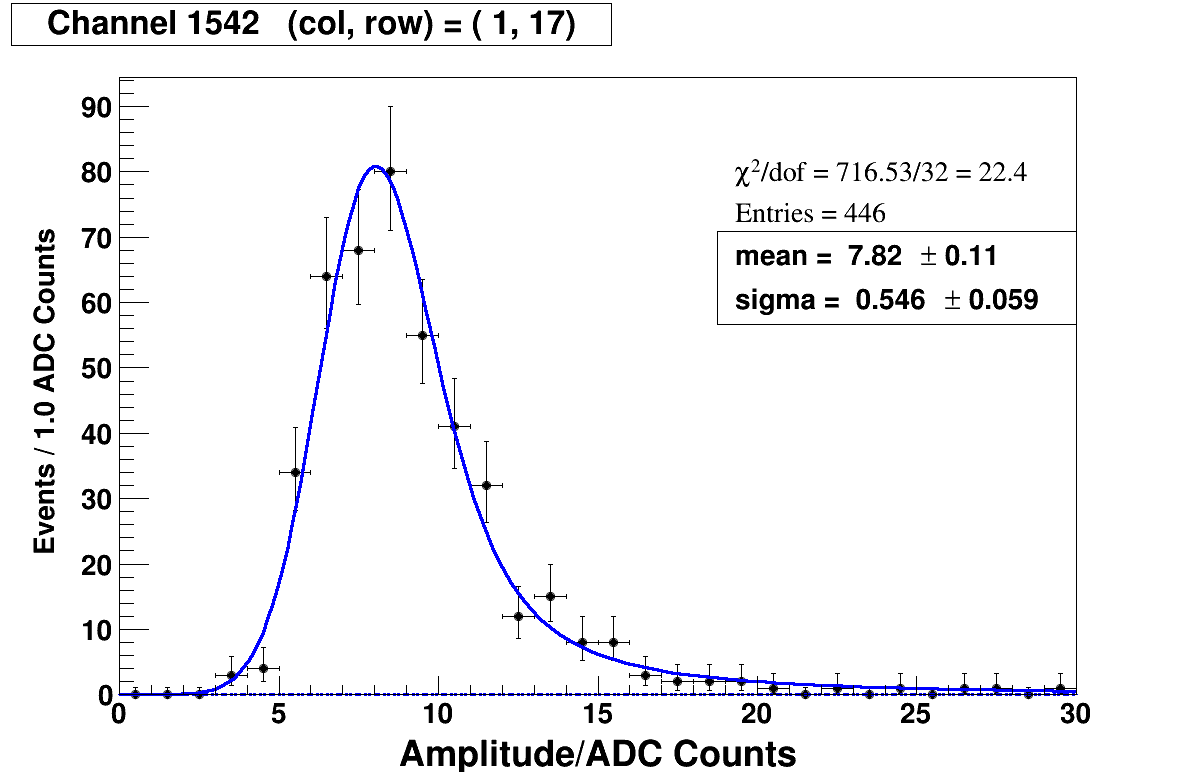 Channel 1542 (col, row) = ( 1, 17)
90
80
70
60
50
40
30
20
10
0
Events / 1.0 ADC Counts
χ²/dof = 716.53/32 = 22.4
Entries = 446
mean = 7.82 ± 0.11
sigma = 0.546 ± 0.059
0 5 10 15 20 25 30
Amplitude/ADC Counts